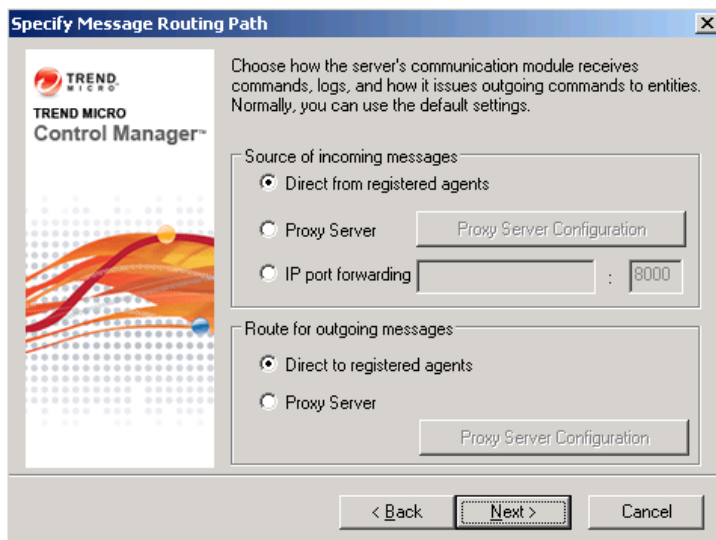 Specify Message Routing Path
TREND
MICRO
TREND MICRO
Control Manager™
Choose how the server's communication module receives
commands, logs, and how it issues outgoing commands to entities.
Normally, you can use the default settings.
Source of incoming messages
Direct from registered agents
Proxy Server
Proxy Server Configuration
IP port forwarding
:
8000
Route for outgoing messages
Direct to registered agents
Proxy Server
Proxy Server Configuration
< Back
Next >
Cancel